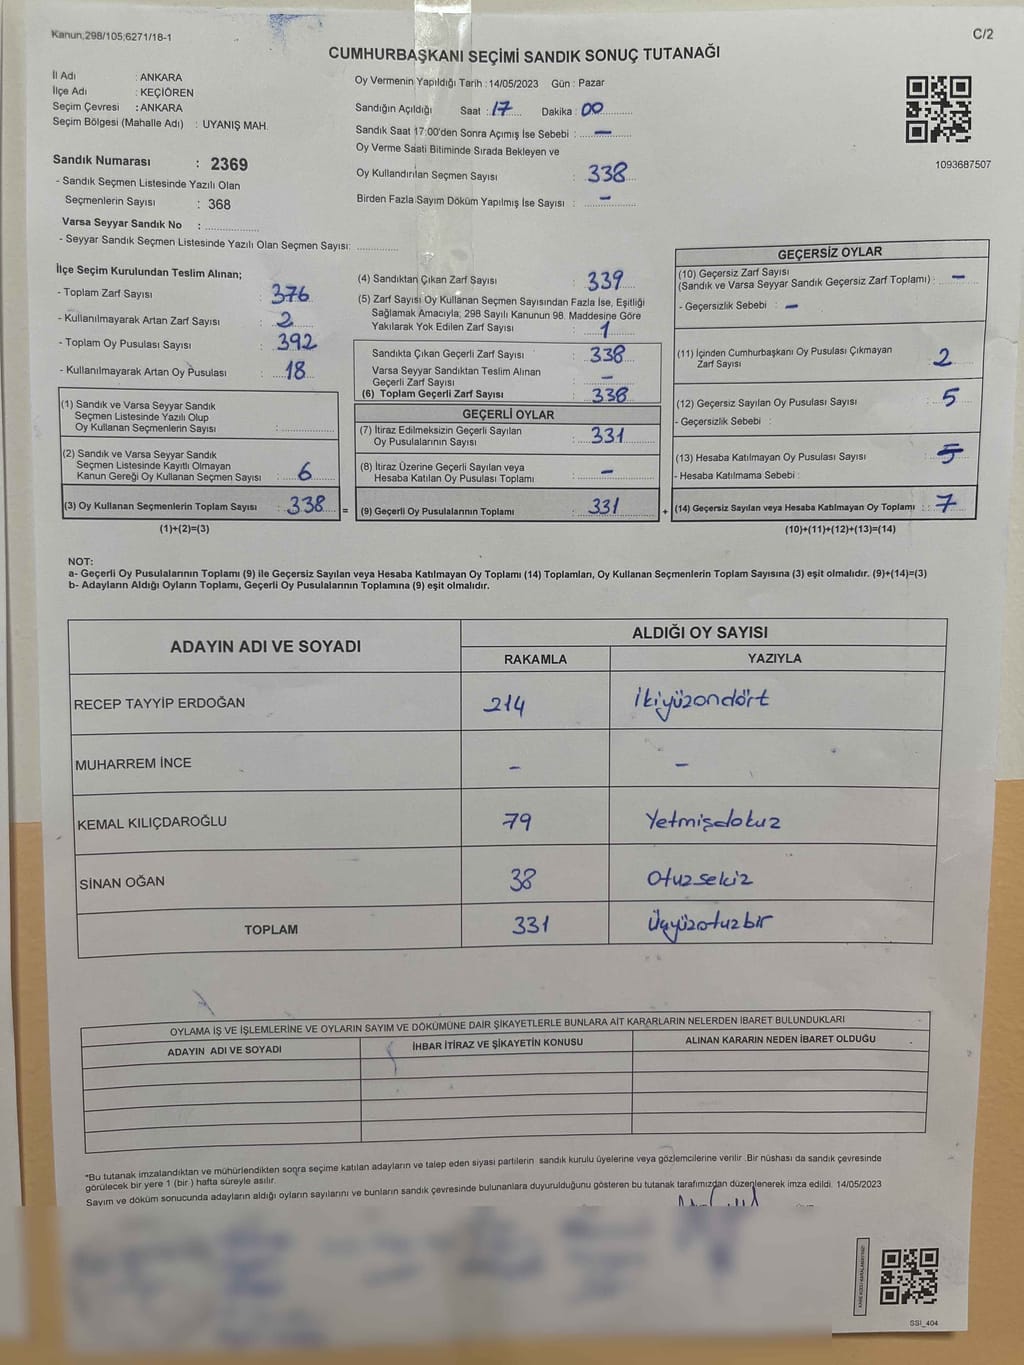 Kanun,298/105,6271/18-1
C/2
CUMHURBAŞKANI SEÇİMİ SANDIK SONUÇ TUTANAĞI
İl Adı : ANKARA
İlçe Adı : KEÇİÖREN
Seçim Çevresi : ANKARA
Seçim Bölgesi (Mahalle Adı) : UYANIŞ MAH.
Sandık Numarası : 2369
- Sandık Seçmen Listesinde Yazılı Olan
Seçmenlerin Sayısı : 368
Varsa Seyyar Sandık No : ..................
- Seyyar Sandık Seçmen Listesinde Yazılı Olan Seçmen Sayısı: .............
Oy Vermenin Yapıldığı Tarih : 14/05/2023 Gün : Pazar
Sandığın Açıldığı Saat : 17 Dakika : 00
Sandık Saat 17:00'den Sonra Açımış İse Sebebi : —
Oy Verme Saati Bitiminde Sırada Bekleyen ve
Oy Kullandırılan Seçmen Sayısı : 338
Birden Fazla Sayım Döküm Yapılmış İse Sayısı : -
1093687507
İlçe Seçim Kurulundan Teslim Alınan;
- Toplam Zarf Sayısı : 376
- Kullanılmayarak Artan Zarf Sayısı : 2
- Toplam Oy Pusulası Sayısı : 392
- Kullanılmayarak Artan Oy Pusulası : 18
(1) Sandık ve Varsa Seyyar Sandık
Seçmen Listesinde Yazılı Olup
Oy Kullanan Seçmenlerin Sayısı : ..............
(2) Sandık ve Varsa Seyyar Sandık
Seçmen Listesinde Kayıtlı Olmayan
Kanun Gereği Oy Kullanan Seçmen Sayısı : 6
(3) Oy Kullanan Seçmenlerin Toplam Sayısı : 338 =
(1)+(2)=(3)
(4) Sandıktan Çıkan Zarf Sayısı : 339
(5) Zarf Sayısı Oy Kullanan Seçmen Sayısından Fazla İse, Eşitliği
Sağlamak Amacıyla; 298 Sayılı Kanunun 98. Maddesine Göre
Yakılarak Yok Edilen Zarf Sayısı : 1
Sandıkta Çıkan Geçerli Zarf Sayısı : 338
Varsa Seyyar Sandıktan Teslim Alınan
Geçerli Zarf Sayısı : —
(6) Toplam Geçerli Zarf Sayısı : 338
GEÇERLİ OYLAR
(7) İtiraz Edilmeksizin Geçerli Sayılan
Oy Pusulalarının Sayısı : 331
(8) İtiraz Üzerine Geçerli Sayılan veya
Hesaba Katılan Oy Pusulası Toplamı : —
(9) Geçerli Oy Pusulalarının Toplamı : 331 +
GEÇERSİZ OYLAR
(10) Geçersiz Zarf Sayısı
(Sandık ve Varsa Seyyar Sandık Geçersiz Zarf Toplamı) : —
- Geçersizlik Sebebi : —
(11) İçinden Cumhurbaşkanı Oy Pusulası Çıkmayan
Zarf Sayısı 2
(12) Geçersiz Sayılan Oy Pusulası Sayısı : 5
- Geçersizlik Sebebi :
(13) Hesaba Katılmayan Oy Pusulası Sayısı : 5
- Hesaba Katılmama Sebebi :
(14) Geçersiz Sayılan veya Hesaba Katılmayan Oy Toplamı : 7
(10)+(11)+(12)+(13)=(14)
NOT:
a- Geçerli Oy Pusulalarının Toplamı (9) ile Geçersiz Sayılan veya Hesaba Katılmayan Oy Toplamı (14) Toplamları, Oy Kullanan Seçmenlerin Toplam Sayısına (3) eşit olmalıdır. (9)+(14)=(3)
b- Adayların Aldığı Oyların Toplamı, Geçerli Oy Pusulalarının Toplamına (9) eşit olmalıdır.
ADAYIN ADI VE SOYADI
ALDIĞI OY SAYISI
RAKAMLA YAZIYLA
RECEP TAYYİP ERDOĞAN 214 İkiyüzondört
MUHARREM İNCE - -
KEMAL KILIÇDAROĞLU 79 Yetmişdokuz
SİNAN OĞAN 38 Otuzsekiz
TOPLAM 331 Üçyüzotuzbir
OYLAMA İŞ VE İŞLEMLERİNE VE OYLARIN SAYIM VE DÖKÜMÜNE DAİR ŞİKAYETLERLE BUNLARA AİT KARARLARIN NELERDEN İBARET BULUNDUKLARI
ADAYIN ADI VE SOYADI İHBAR İTİRAZ VE ŞİKAYETİN KONUSU ALINAN KARARIN NEDEN İBARET OLDUĞU
*Bu tutanak imzalandıktan ve mühürlendikten sonra seçime katılan adayların ve talep eden siyasi partilerin sandık kurulu üyelerine veya gözlemcilerine verilir .Bir nüshası da sandık çevresinde
görülecek bir yere 1 (bir ) hafta süreyle asılır.
Sayım ve döküm sonucunda adayların aldığı oyların sayılarını ve bunların sandık çevresinde bulunanlara duyurulduğunu gösteren bu tutanak tarafımızdan düzenlenerek imza edildi. 14/05/2023
SSI_404